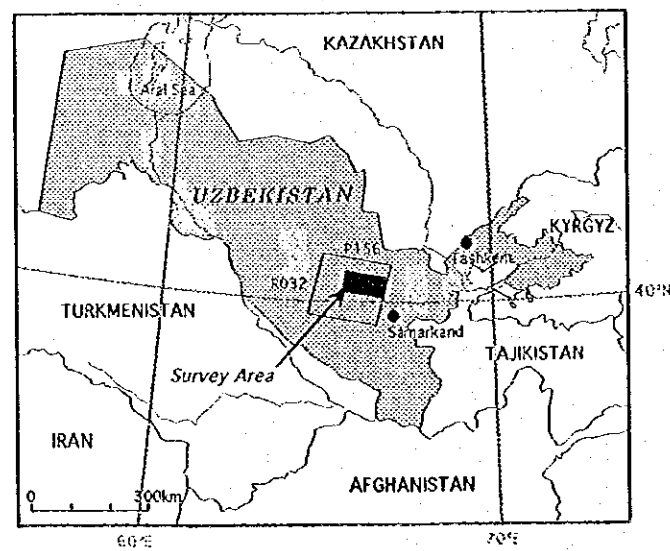 KAZAKHSTAN
Aral Sea
UZBEKISTAN
KYRGYZ
P156
Tashkent
R032
40°N
TURKMENISTAN
Samarkand
TAJIKISTAN
Survey Area
IRAN
AFGHANISTAN
0 300km
60°E 70°E